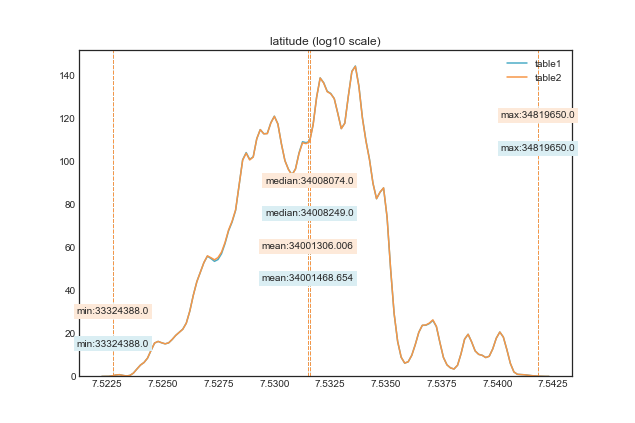 latitude (log10 scale)
140
120
100
80
60
40
20
0
table1
table2
max:34819650.0
max:34819650.0
median:34008074.0
median:34008249.0
mean:34001306.006
mean:34001468.654
min:33324388.0
min:33324388.0
7.5225 7.5250 7.5275 7.5300 7.5325 7.5350 7.5375 7.5400 7.5425